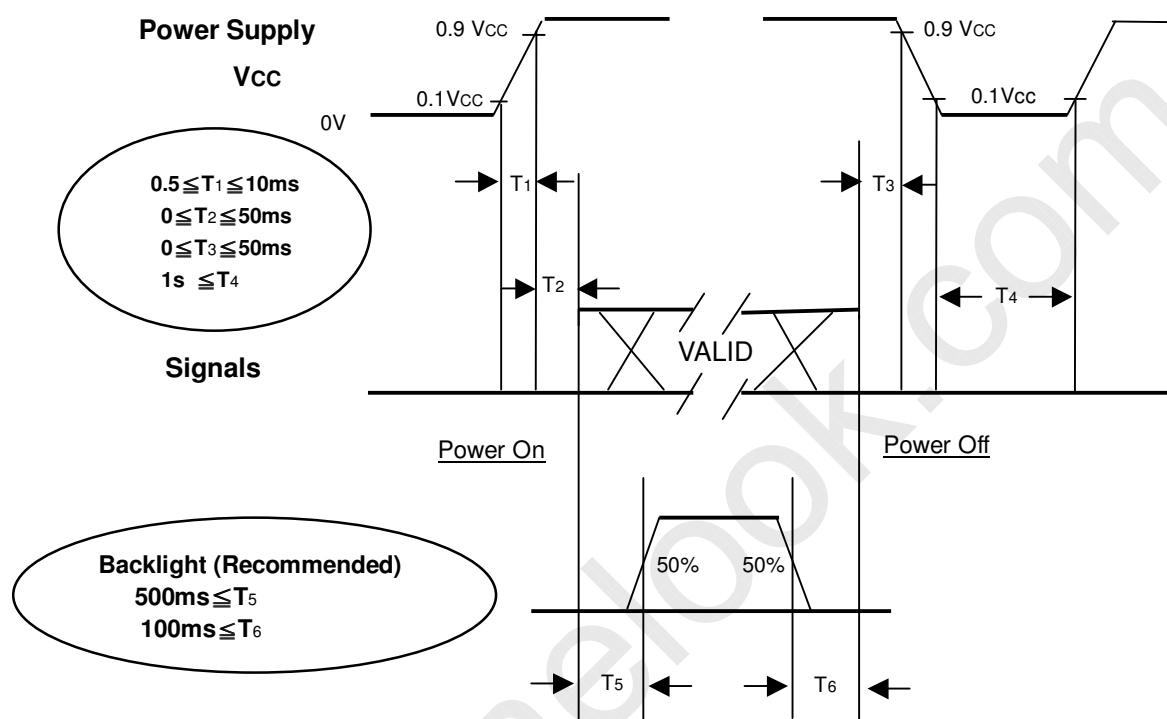 Power Supply
VCC
0.9 VCC
0.1VCC
0V
0.9 VCC
0.1VCC
0.5≦T1≦10ms
0≦T2≦50ms
0≦T3≦50ms
1s ≦T4
T1
T3
T2
T4
VALID
Signals
Power On
Power Off
Backlight (Recommended)
500ms≦T5
100ms≦T6
50%
50%
T5
T6
melook.com